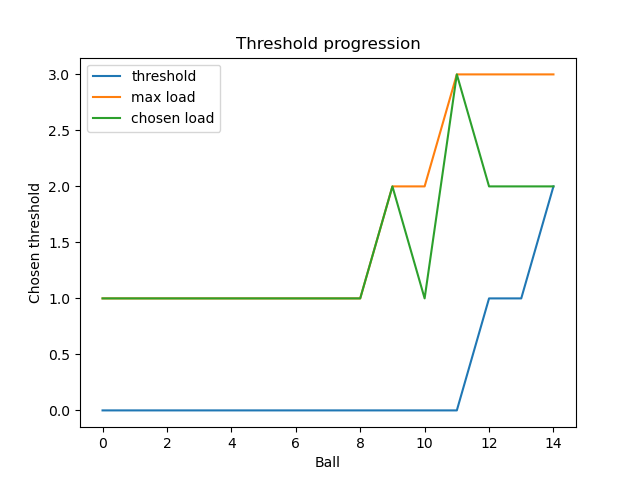 Threshold progression
threshold
max load
chosen load
Chosen threshold
3.0
2.5
2.0
1.5
1.0
0.5
0.0
0 2 4 6 8 10 12 14
Ball